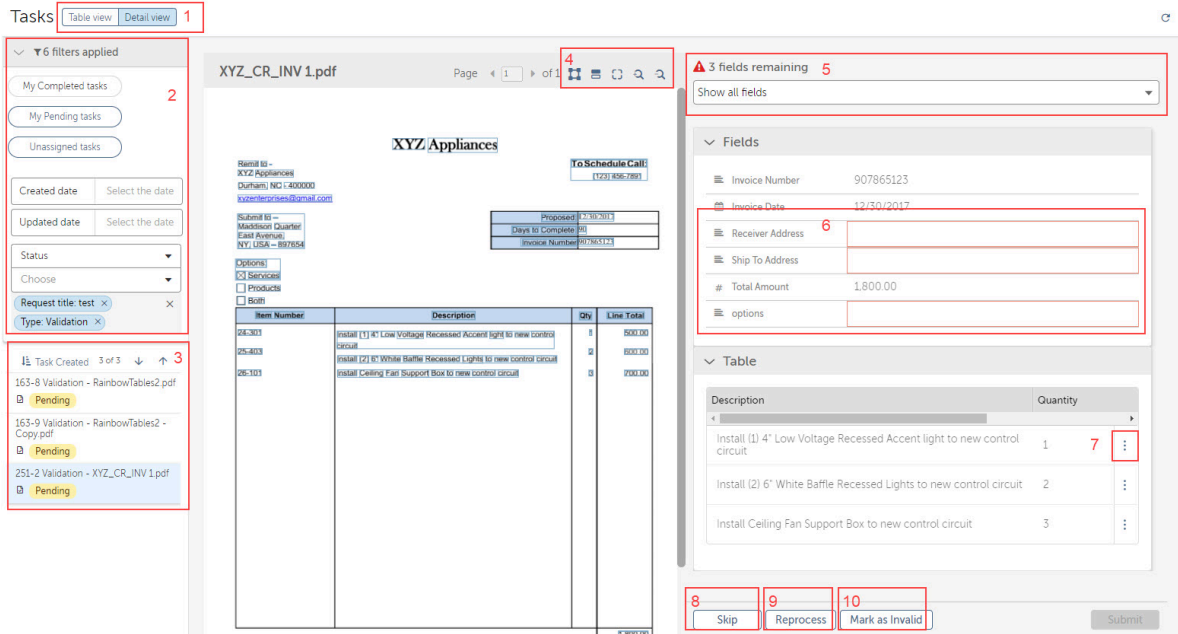 Tasks
Table view
Detail view
1
6 filters applied
My Completed tasks
2
My Pending tasks
Unassigned tasks
Created date
Select the date
Updated date
Select the date
Status
Choose
Request title: test ×
×
Type: Validation ×
Task Created
3 of 3
3
163-8 Validation - RainbowTables2.pdf
Pending
163-9 Validation - RainbowTables2 -
Copy.pdf
Pending
251-2 Validation - XYZ_CR_INV 1.pdf
Pending
XYZ_CR_INV 1.pdf
Page 1 of 1
4
XYZ Appliances
Remit to –
XYZ Appliances
Durham, NC - 400000
xyzenterprises@gmail.com
To Schedule Call:
(123) 456-7891
Submit to –
Maddison Quarter
East Avenue,
NY, USA – 897654
Proposed 12/30/2017
Days to Complete 90
Invoice Number 907865123
Options:
Services
Products
Both
Item Number
Description
Qty
Line Total
24-301
Install (1) 4" Low Voltage Recessed Accent light to new control
circuit
1
500.00
25-403
Install (2) 6" White Baffle Recessed Lights to new control circuit
2
600.00
26-101
Install Ceiling Fan Support Box to new control circuit
3
700.00
1,800.00
3 fields remaining
5
Show all fields
Fields
Invoice Number
907865123
Invoice Date
12/30/2017
6
Receiver Address
Ship To Address
# Total Amount
1,800.00
options
Table
Description
Quantity
Install (1) 4" Low Voltage Recessed Accent light to new control
circuit
1
7
Install (2) 6" White Baffle Recessed Lights to new control circuit
2
Install Ceiling Fan Support Box to new control circuit
3
8
Skip
9
Reprocess
10
Mark as Invalid
Submit